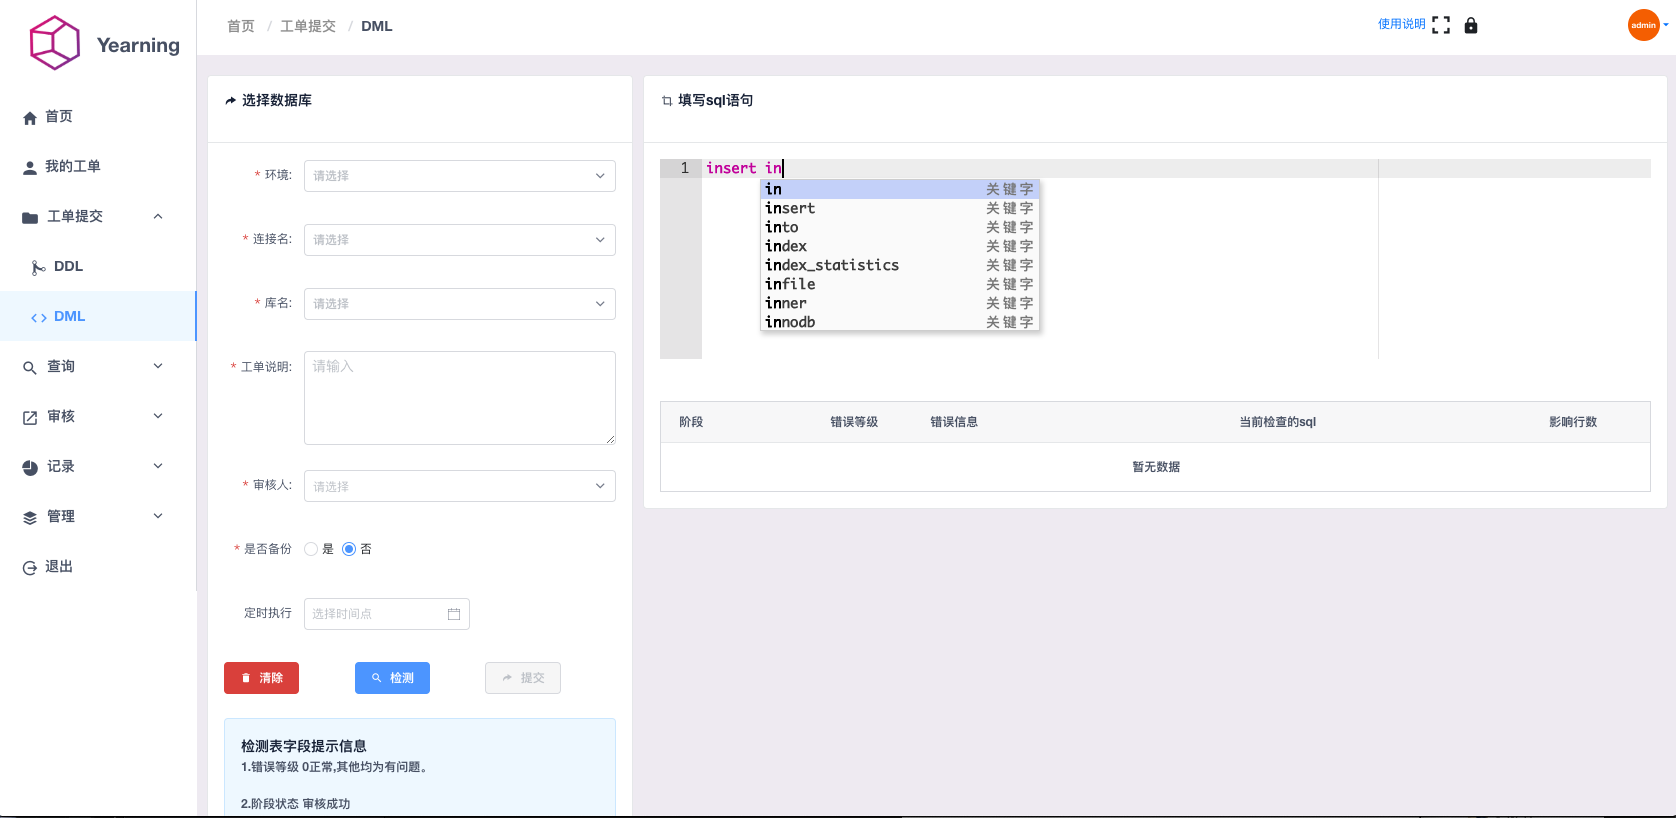 Yearning
首页 / 工单提交 / DML
使用说明
admin
首页
我的工单
工单提交
DDL
DML
查询
审核
记录
管理
退出
选择数据库
* 环境: 请选择
* 连接名: 请选择
* 库名: 请选择
* 工单说明: 请输入
* 审核人: 请选择
* 是否备份 是 否
定时执行 选择时间点
清除 检测 提交
检测表字段提示信息
1.错误等级 0正常,其他均为有问题。
2.阶段状态 审核成功
填写sql语句
1 insert in
in 关键字
insert 关键字
into 关键字
index 关键字
index_statistics 关键字
infile 关键字
inner 关键字
innodb 关键字
阶段 错误等级 错误信息 当前检查的sql 影响行数
暂无数据